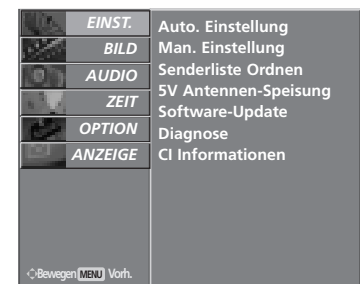 EINST.
BILD
AUDIO
ZEIT
OPTION
ANZEIGE
Auto. Einstellung
Man. Einstellung
Senderliste Ordnen
5V Antennen-Speisung
Software-Update
Diagnose
CI Informationen
Bewegen MENU Vorh.